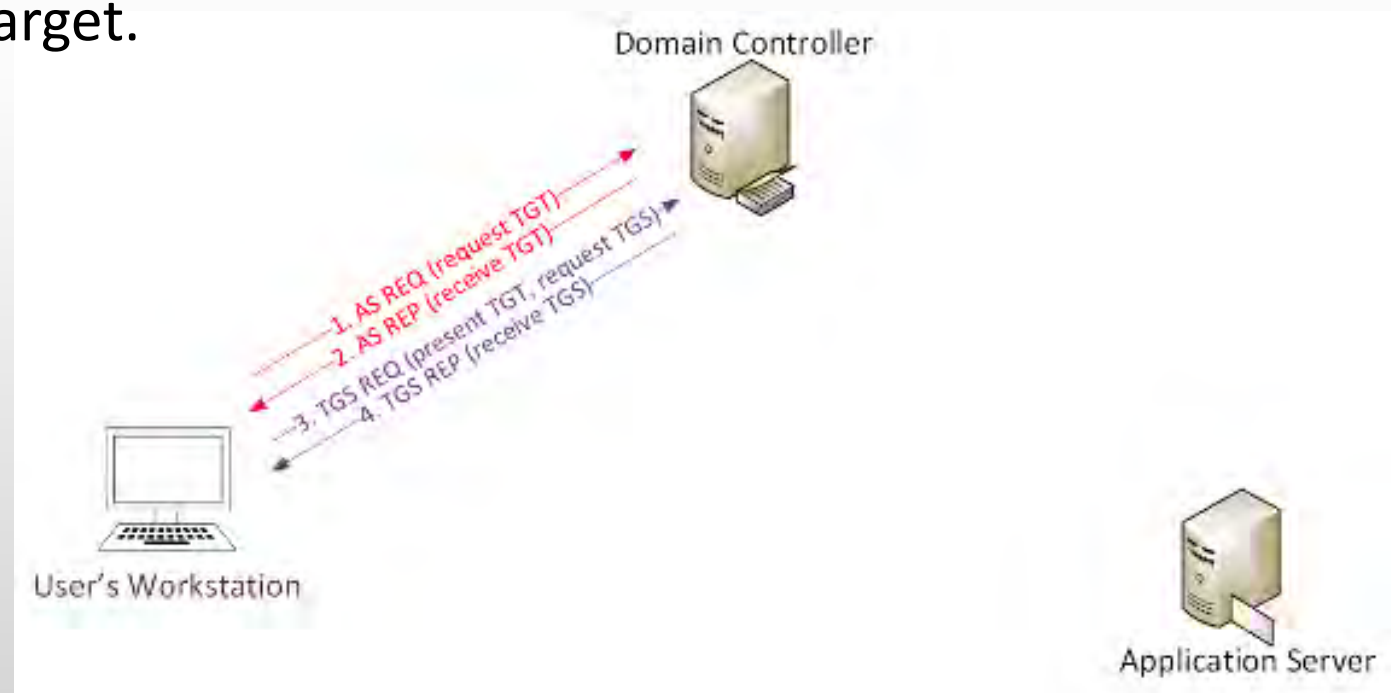 arget.
Domain Controller
1. AS REQ (request TGT)
2. AS REP (receive TGT)
3. TGS REQ (present TGT, request TGS)
4. TGS REP (receive TGS)
User's Workstation
Application Server